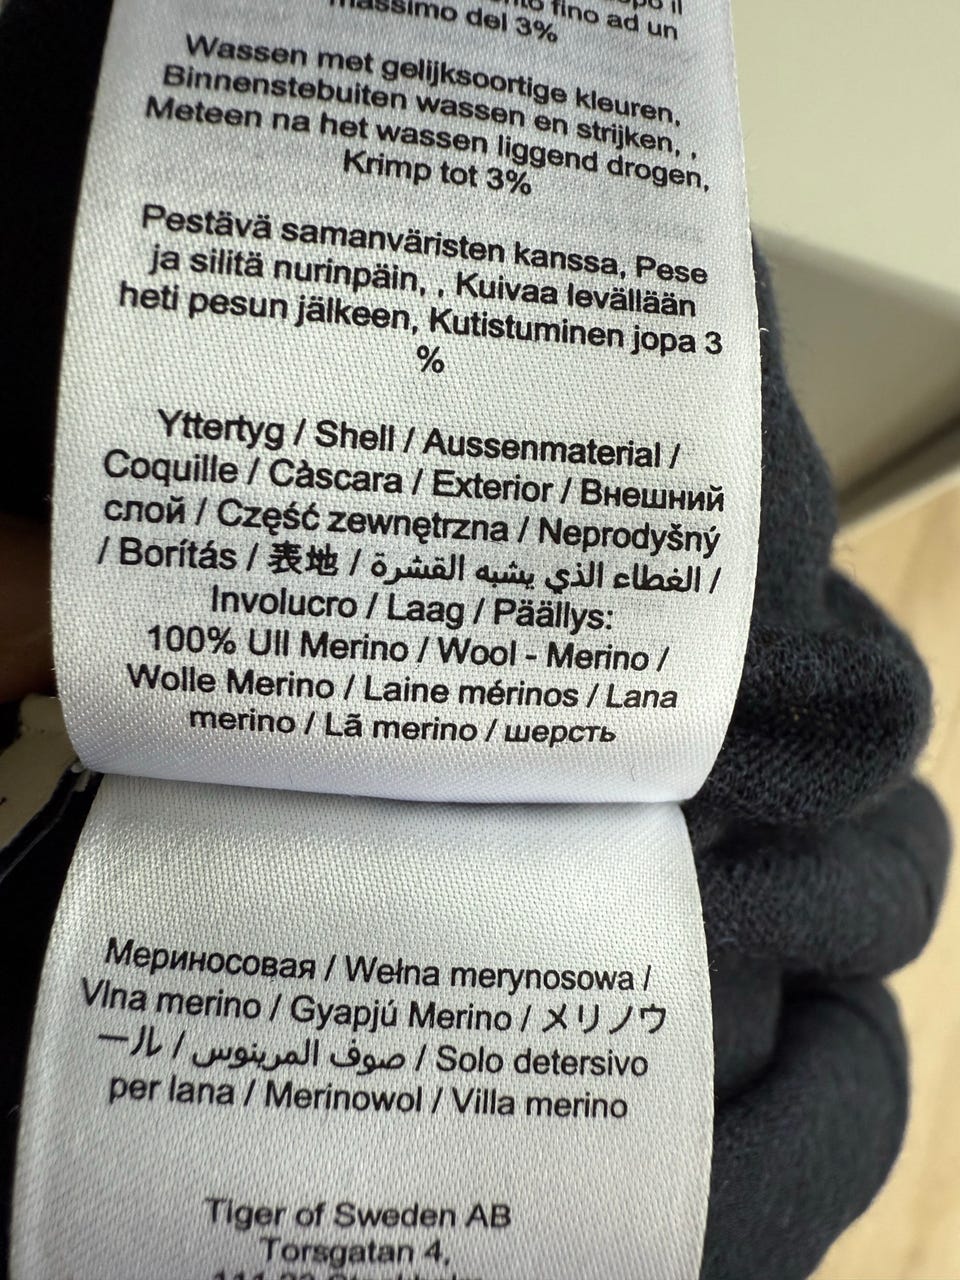 fino ad un
massimo del 3%
Wassen met gelijksoortige kleuren,
Binnenstebuiten wassen en strijken, ,
Meteen na het wassen liggend drogen,
Krimp tot 3%
Pestävä samanväristen kanssa, Pese
ja silitä nurinpäin, , Kuivaa levällään
heti pesun jälkeen, Kutistuminen jopa 3
%
Yttertyg / Shell / Aussenmaterial /
Coquille / Càscara / Exterior / Внешний
слой / Część zewnętrzna / Neprodyšný
/ Borítás / 表地 / الغطاء الذي يشبه القشرة /
Involucro / Laag / Päällys:
100% Ull Merino / Wool - Merino /
Wolle Merino / Laine mérinos / Lana
merino / Lã merino / шерсть
Мериносовая / Wełna merynosowa /
Vlna merino / Gyapjú Merino / メリノウ
ール / صوف المرينوس / Solo detersivo
per lana / Merinowol / Villa merino
Tiger of Sweden AB
Torsgatan 4,